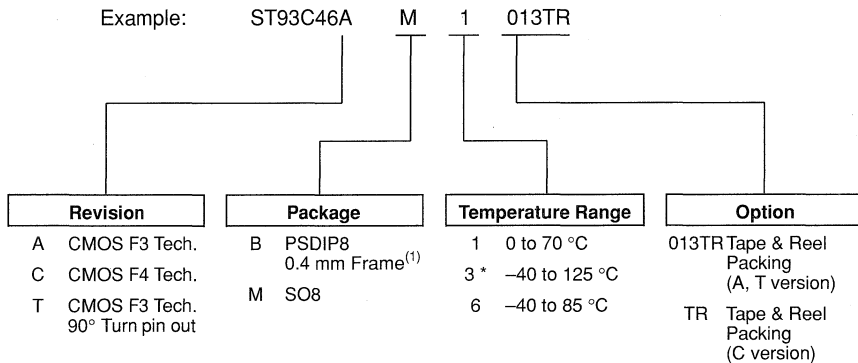 Example: ST93C46A M 1 013TR
Revision
A CMOS F3 Tech.
C CMOS F4 Tech.
T CMOS F3 Tech.
90° Turn pin out
Package
B PSDIP8
0.4 mm Frame(1)
M SO8
Temperature Range
1 0 to 70 °C
3 * –40 to 125 °C
6 –40 to 85 °C
Option
013TR Tape & Reel
Packing
(A, T version)
TR Tape & Reel
Packing
(C version)